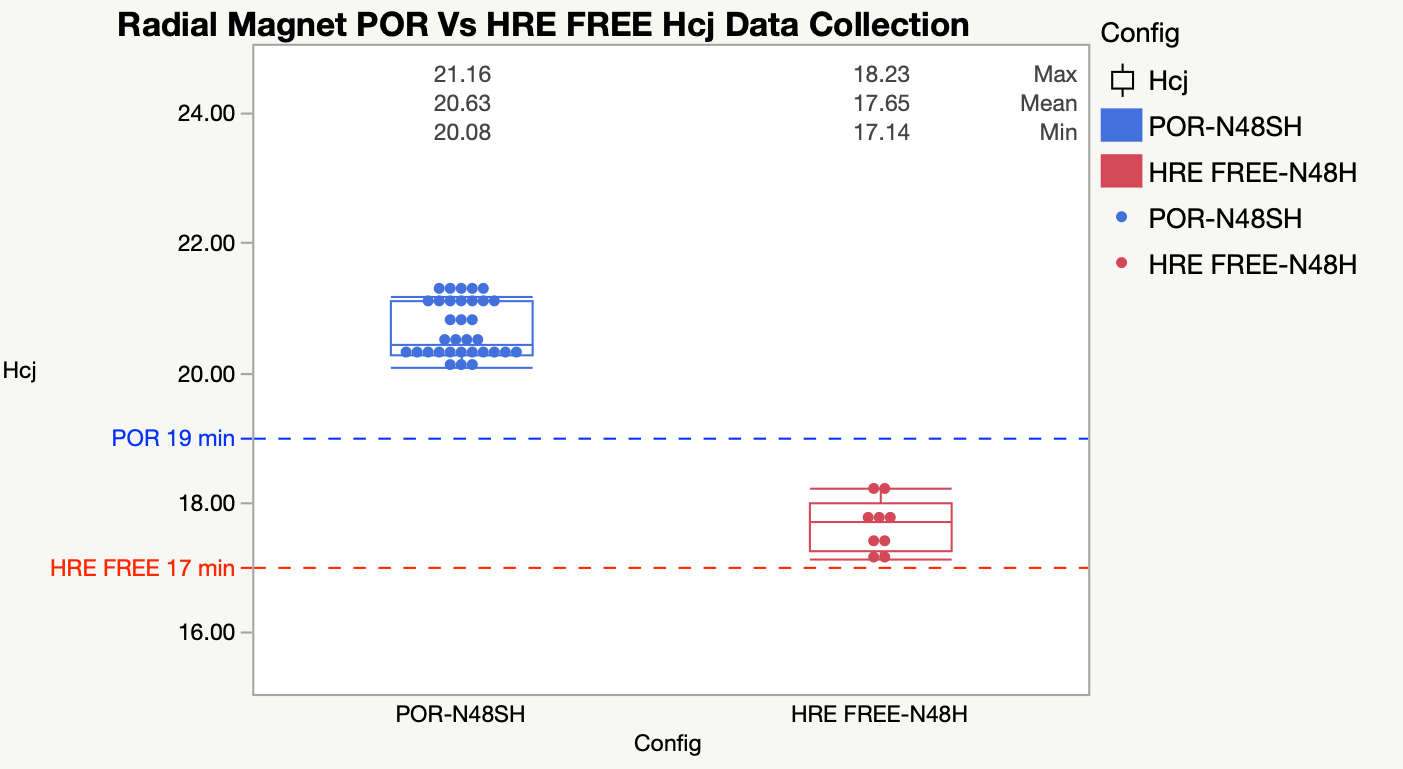 Radial Magnet POR Vs HRE FREE Hcj Data Collection
Config
Hcj
POR-N48SH
HRE FREE-N48H
POR-N48SH
HRE FREE-N48H
21.16 18.23 Max
20.63 17.65 Mean
20.08 17.14 Min
24.00
22.00
Hcj
20.00
POR 19 min
18.00
HRE FREE 17 min
16.00
POR-N48SH HRE FREE-N48H
Config